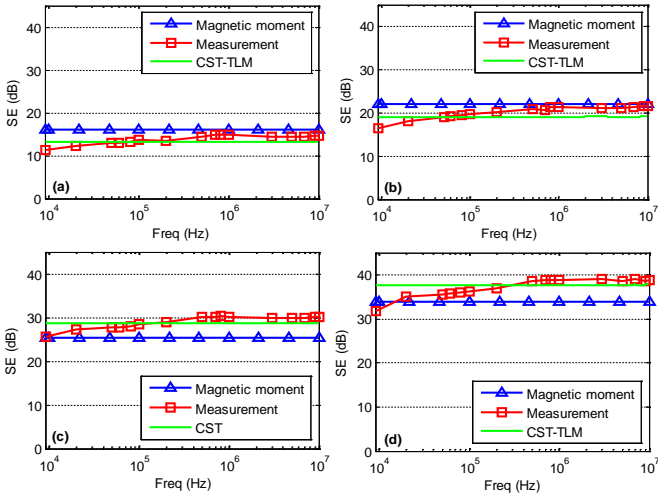 40
30
20
10
0
SE (dB)
Magnetic moment
Measurement
CST-TLM
(a)
10^4
10^5
10^6
10^7
Freq (Hz)
40
30
20
10
0
SE (dB)
Magnetic moment
Measurement
CST-TLM
(b)
10^4
10^5
10^6
10^7
Freq (Hz)
40
30
20
10
0
SE (dB)
Magnetic moment
Measurement
CST
(c)
10^4
10^5
10^6
10^7
Freq (Hz)
40
30
20
10
0
SE (dB)
Magnetic moment
Measurement
CST-TLM
(d)
10^4
10^5
10^6
10^7
Freq (Hz)